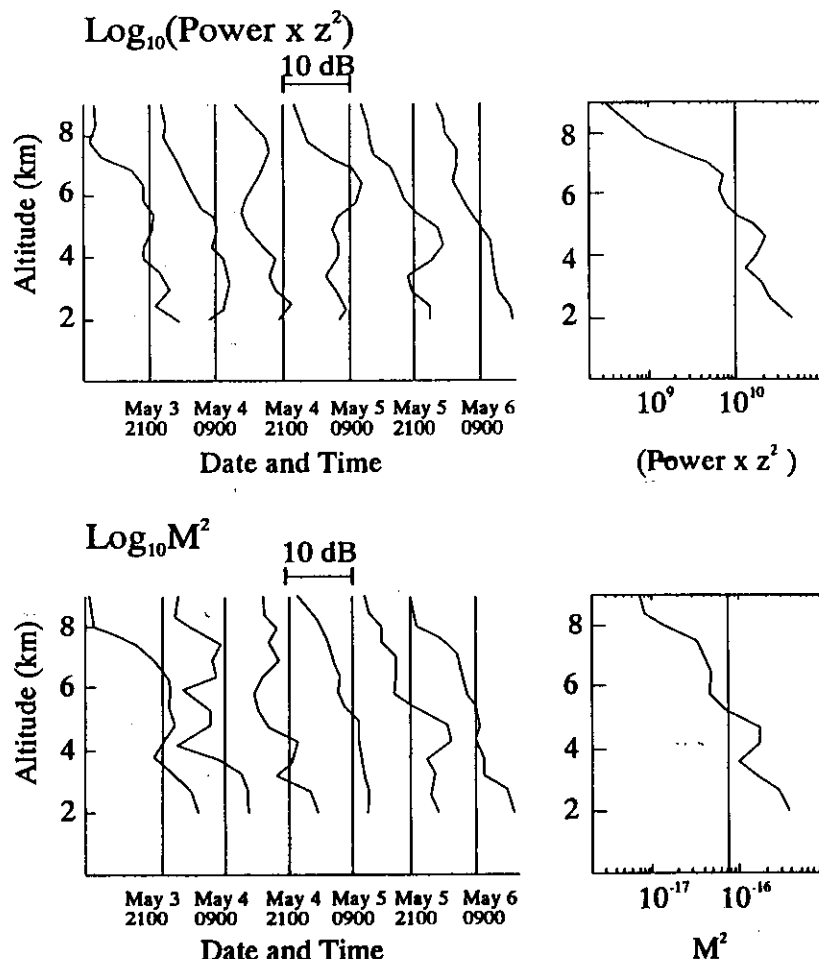 Log₁₀(Power x z²)
10 dB
Altitude (km)
8
6
4
2
May 3 May 4 May 4 May 5 May 5 May 6
2100 0900 2100 0900 2100 0900
Date and Time
8
6
4
2
10⁹ 10¹⁰
(Power x z²)
Log₁₀M²
10 dB
Altitude (km)
8
6
4
2
May 3 May 4 May 4 May 5 May 5 May 6
2100 0900 2100 0900 2100 0900
Date and Time
8
6
4
2
10⁻¹⁷ 10⁻¹⁶
M²